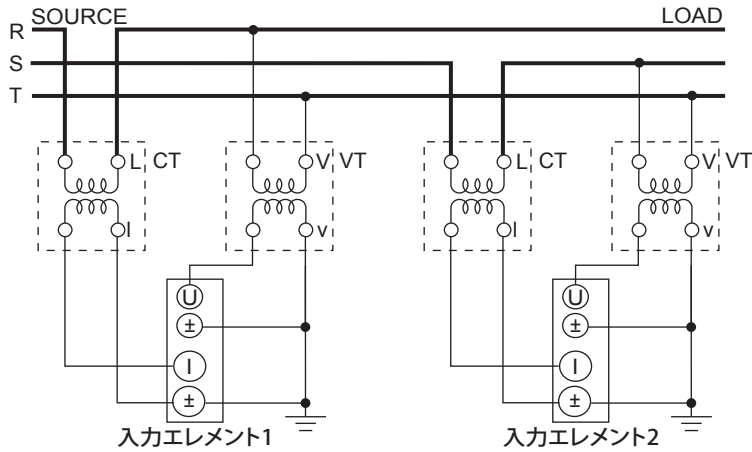 SOURCE LOAD
R
S
T
L CT V VT L CT V VT
l v l v
U U
± ±
I I
± ±
入力エレメント1 入力エレメント2